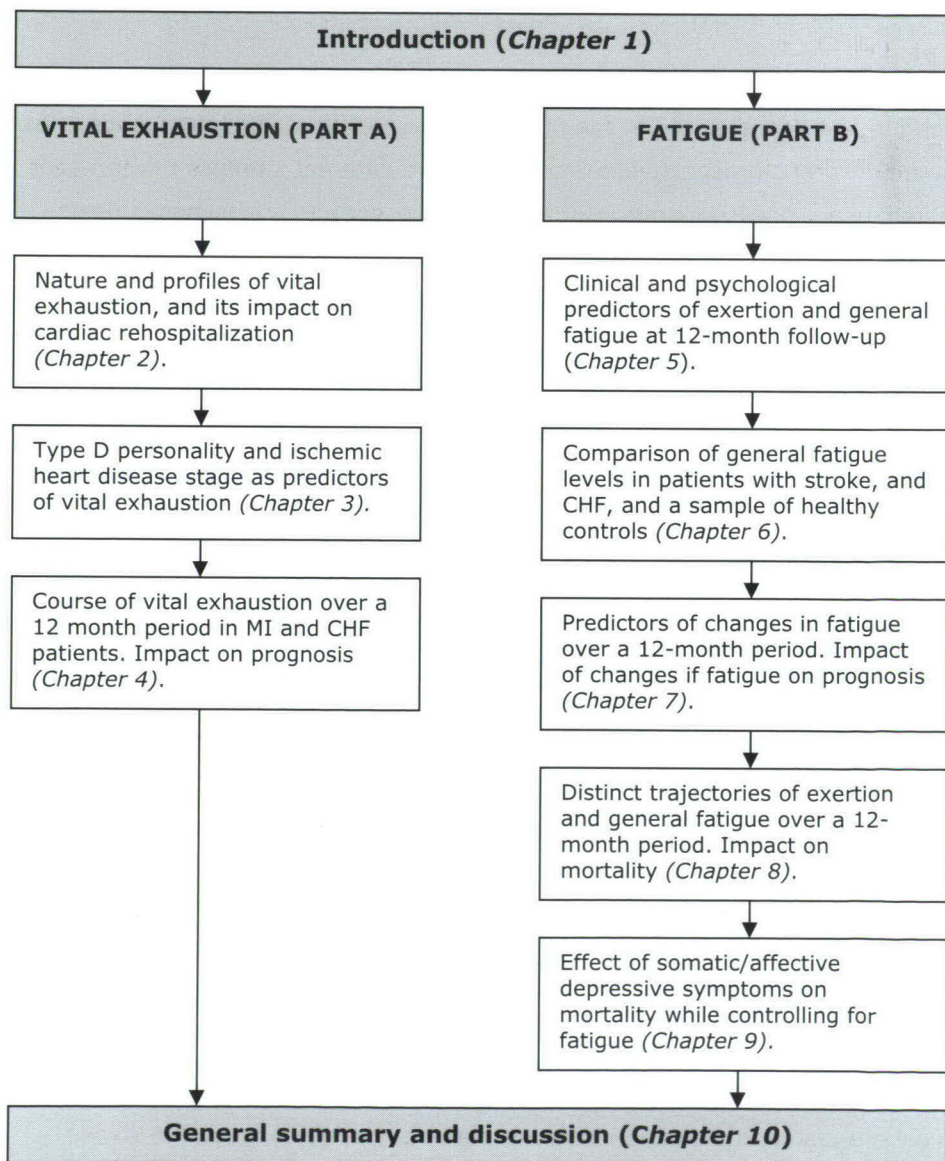 Introduction (Chapter 1)
VITAL EXHAUSTION (PART A)
Nature and profiles of vital
exhaustion, and its impact on
cardiac rehospitalization
(Chapter 2).
Type D personality and ischemic
heart disease stage as predictors
of vital exhaustion (Chapter 3).
Course of vital exhaustion over a
12 month period in MI and CHF
patients. Impact on prognosis
(Chapter 4).
FATIGUE (PART B)
Clinical and psychological
predictors of exertion and general
fatigue at 12-month follow-up
(Chapter 5).
Comparison of general fatigue
levels in patients with stroke, and
CHF, and a sample of healthy
controls (Chapter 6).
Predictors of changes in fatigue
over a 12-month period. Impact
of changes if fatigue on prognosis
(Chapter 7).
Distinct trajectories of exertion
and general fatigue over a 12-
month period. Impact on
mortality (Chapter 8).
Effect of somatic/affective
depressive symptoms on
mortality while controlling for
fatigue (Chapter 9).
General summary and discussion (Chapter 10)